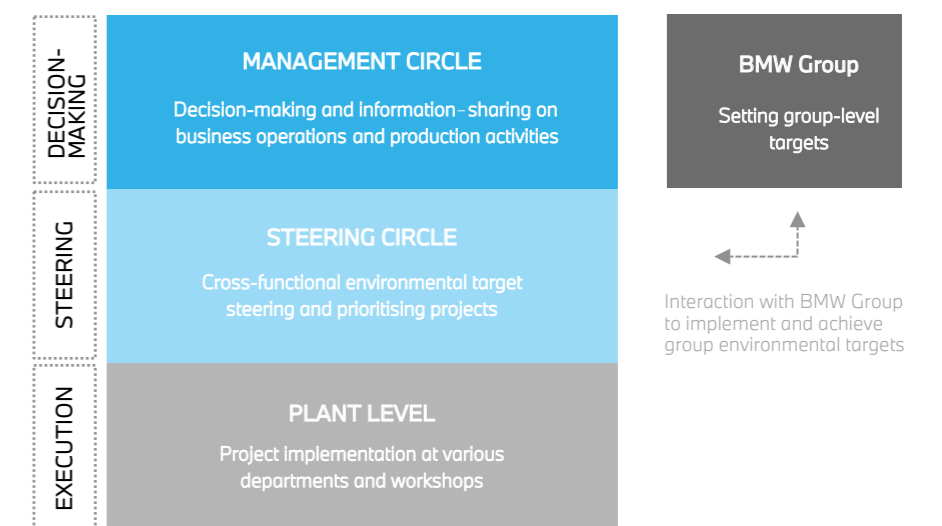 DECISION-
MAKING
MANAGEMENT CIRCLE
Decision-making and information-sharing on
business operations and production activities
BMW Group
Setting group-level
targets
STEERING
STEERING CIRCLE
Cross-functional environmental target
steering and prioritising projects
Interaction with BMW Group
to implement and achieve
group environmental targets
EXECUTION
PLANT LEVEL
Project implementation at various
departments and workshops